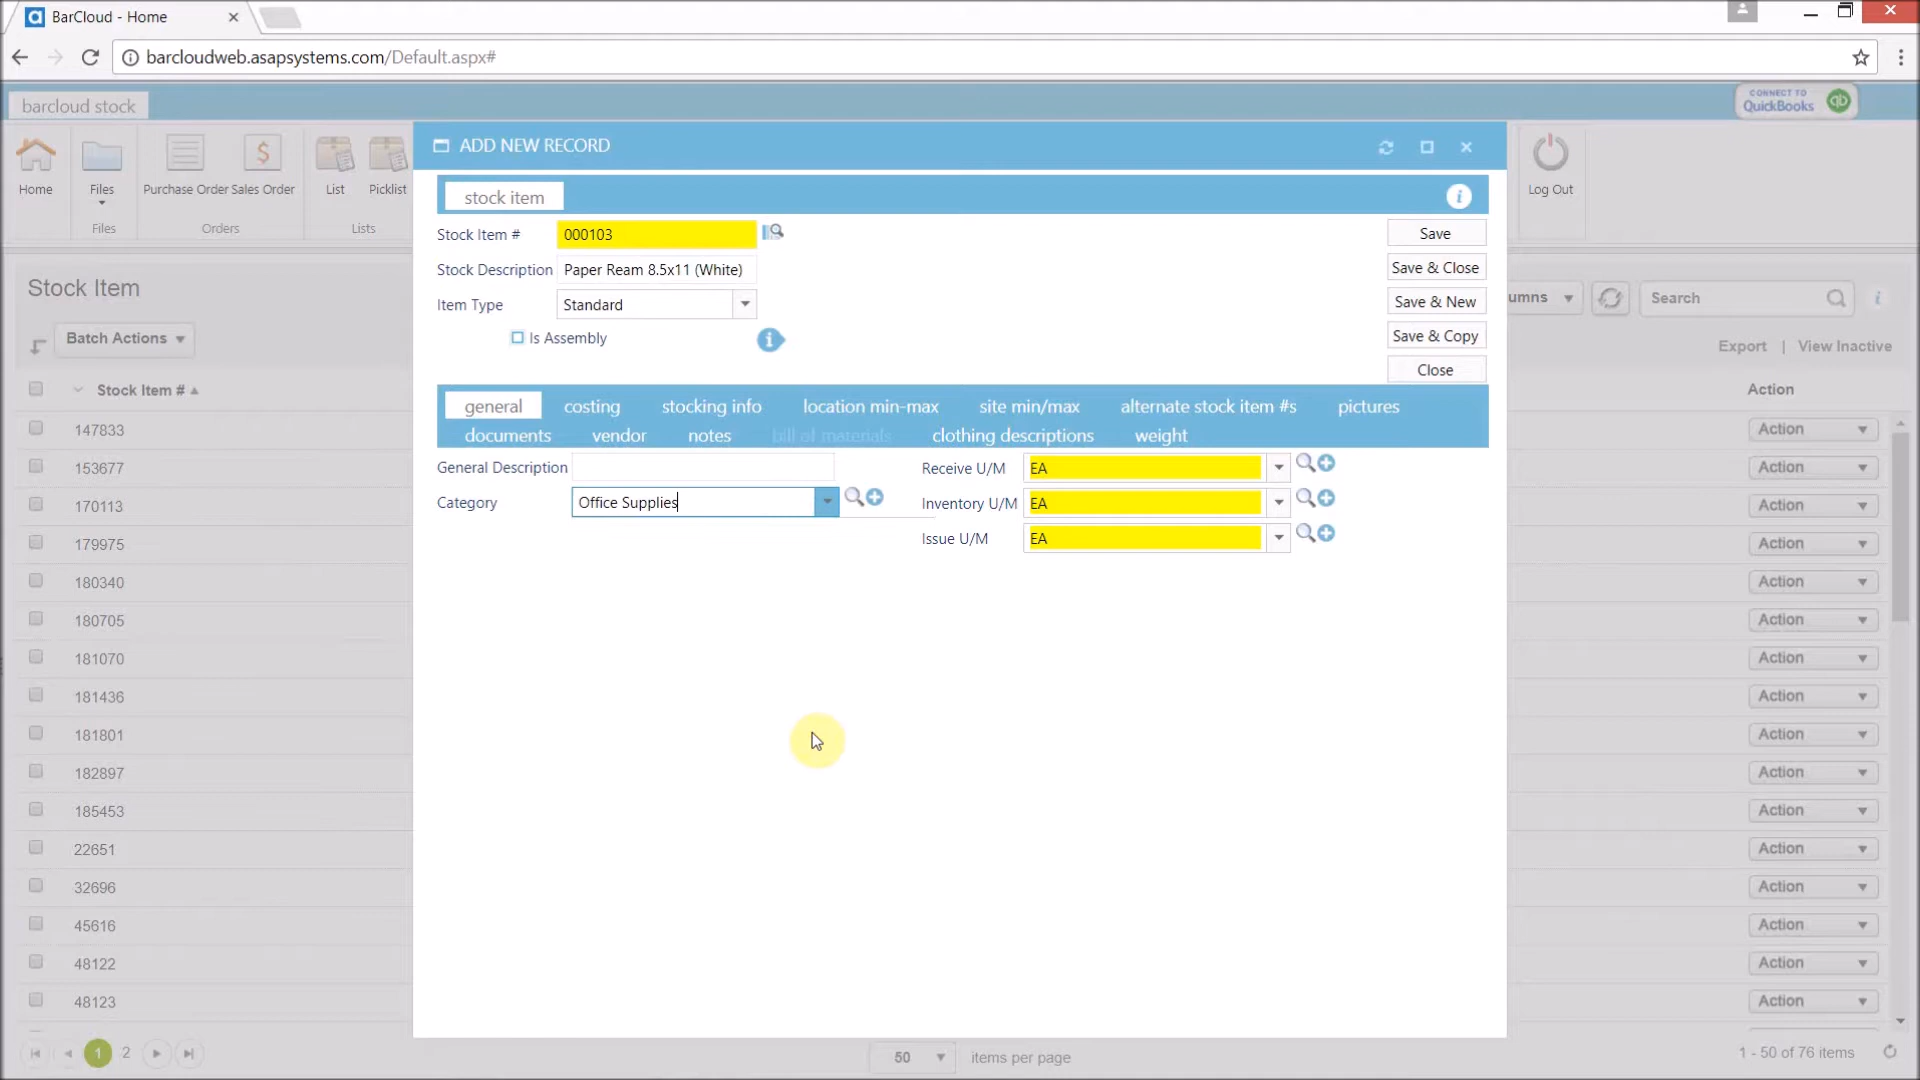 BarCloud - Home
barcloudweb.asapsystems.com/Default.aspx#
barcloud stock
CONNECT TO
QuickBooks qb
Home
Files
Purchase Order
Sales Order
List
Picklist
Log Out
Files
Orders
Lists
ADD NEW RECORD
stock item
Stock Item # 000103
Stock Description Paper Ream 8.5x11 (White)
Item Type Standard
Is Assembly
Save
Save & Close
Save & New
Save & Copy
Close
general costing stocking info location min-max site min/max alternate stock item #s pictures
documents vendor notes bill of materials clothing descriptions weight
General Description
Category Office Supplies
Receive U/M EA
Inventory U/M EA
Issue U/M EA
Stock Item
Batch Actions
umns
Search
Export | View Inactive
Stock Item #
Action
147833 Action
153677 Action
170113 Action
179975 Action
180340 Action
180705 Action
181070 Action
181436 Action
181801 Action
182897 Action
185453 Action
22651 Action
32696 Action
45616 Action
48122 Action
48123 Action
1 2
50 items per page
1 - 50 of 76 items